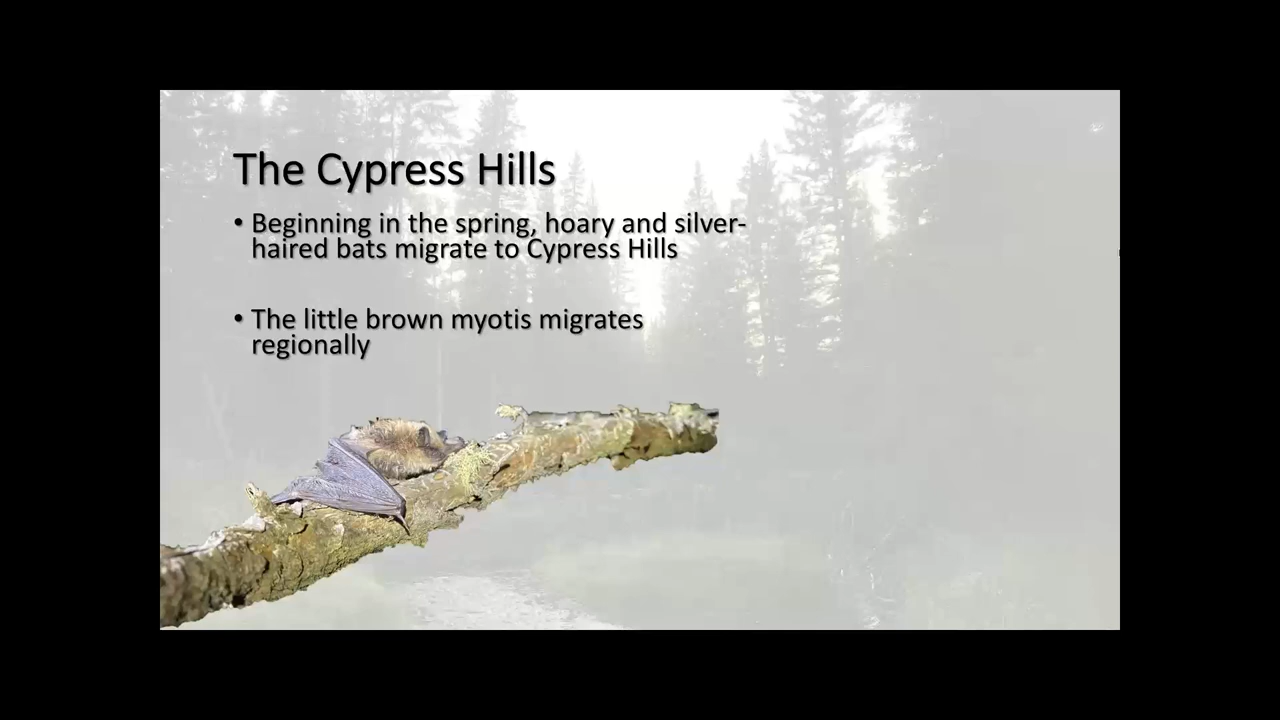 The Cypress Hills
• Beginning in the spring, hoary and silver-
haired bats migrate to Cypress Hills
• The little brown myotis migrates
regionally